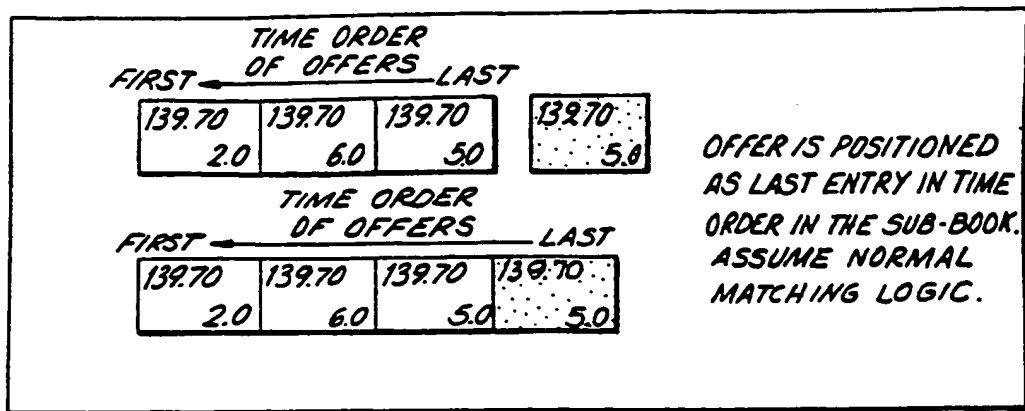 TIME ORDER
OF OFFERS
FIRST LAST
139.70 139.70 139.70 139.70
2.0 6.0 5.0 5.0
OFFER IS POSITIONED
AS LAST ENTRY IN TIME
ORDER IN THE SUB-BOOK.
ASSUME NORMAL
MATCHING LOGIC.
TIME ORDER
OF OFFERS
FIRST LAST
139.70 139.70 139.70 139.70
2.0 6.0 5.0 5.0